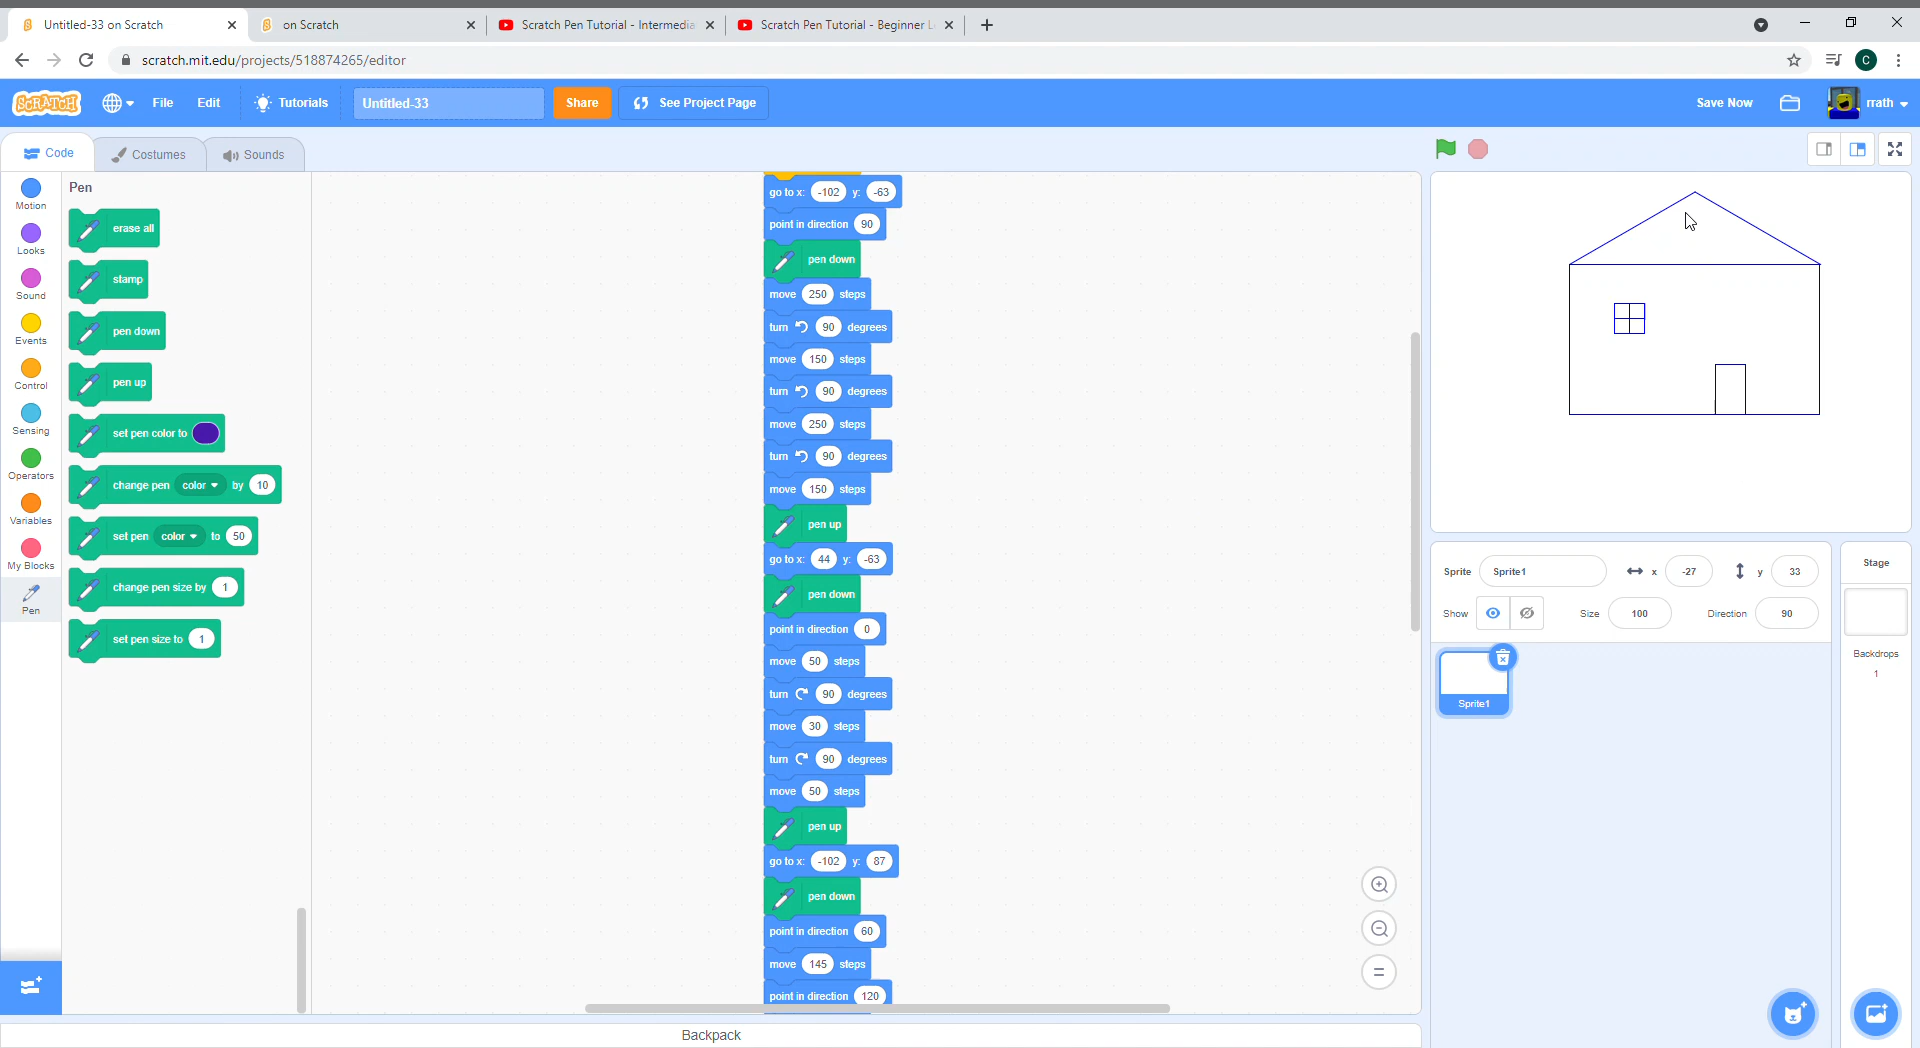 Untitled-33 on Scratch
on Scratch
Scratch Pen Tutorial - Intermedia
Scratch Pen Tutorial - Beginner L
scratch.mit.edu/projects/518874265/editor
C
SCRATCH
File
Edit
Tutorials
Untitled-33
Share
See Project Page
Save Now
rrath
Code
Costumes
Sounds
Motion
Looks
Sound
Events
Control
Sensing
Operators
Variables
My Blocks
Pen
Pen
erase all
stamp
pen down
pen up
set pen color to
change pen color by 10
set pen color to 50
change pen size by 1
set pen size to 1
go to x: -102 y: -63
point in direction 90
pen down
move 250 steps
turn 90 degrees
move 150 steps
turn 90 degrees
move 250 steps
turn 90 degrees
move 150 steps
pen up
go to x: 44 y: -63
pen down
point in direction 0
move 50 steps
turn 90 degrees
move 30 steps
turn 90 degrees
move 50 steps
pen up
go to x: -102 y: 87
pen down
point in direction 60
move 145 steps
point in direction 120
Backpack
Sprite Sprite1 x -27 y 33
Show Size 100 Direction 90
Sprite1
Stage
Backdrops
1